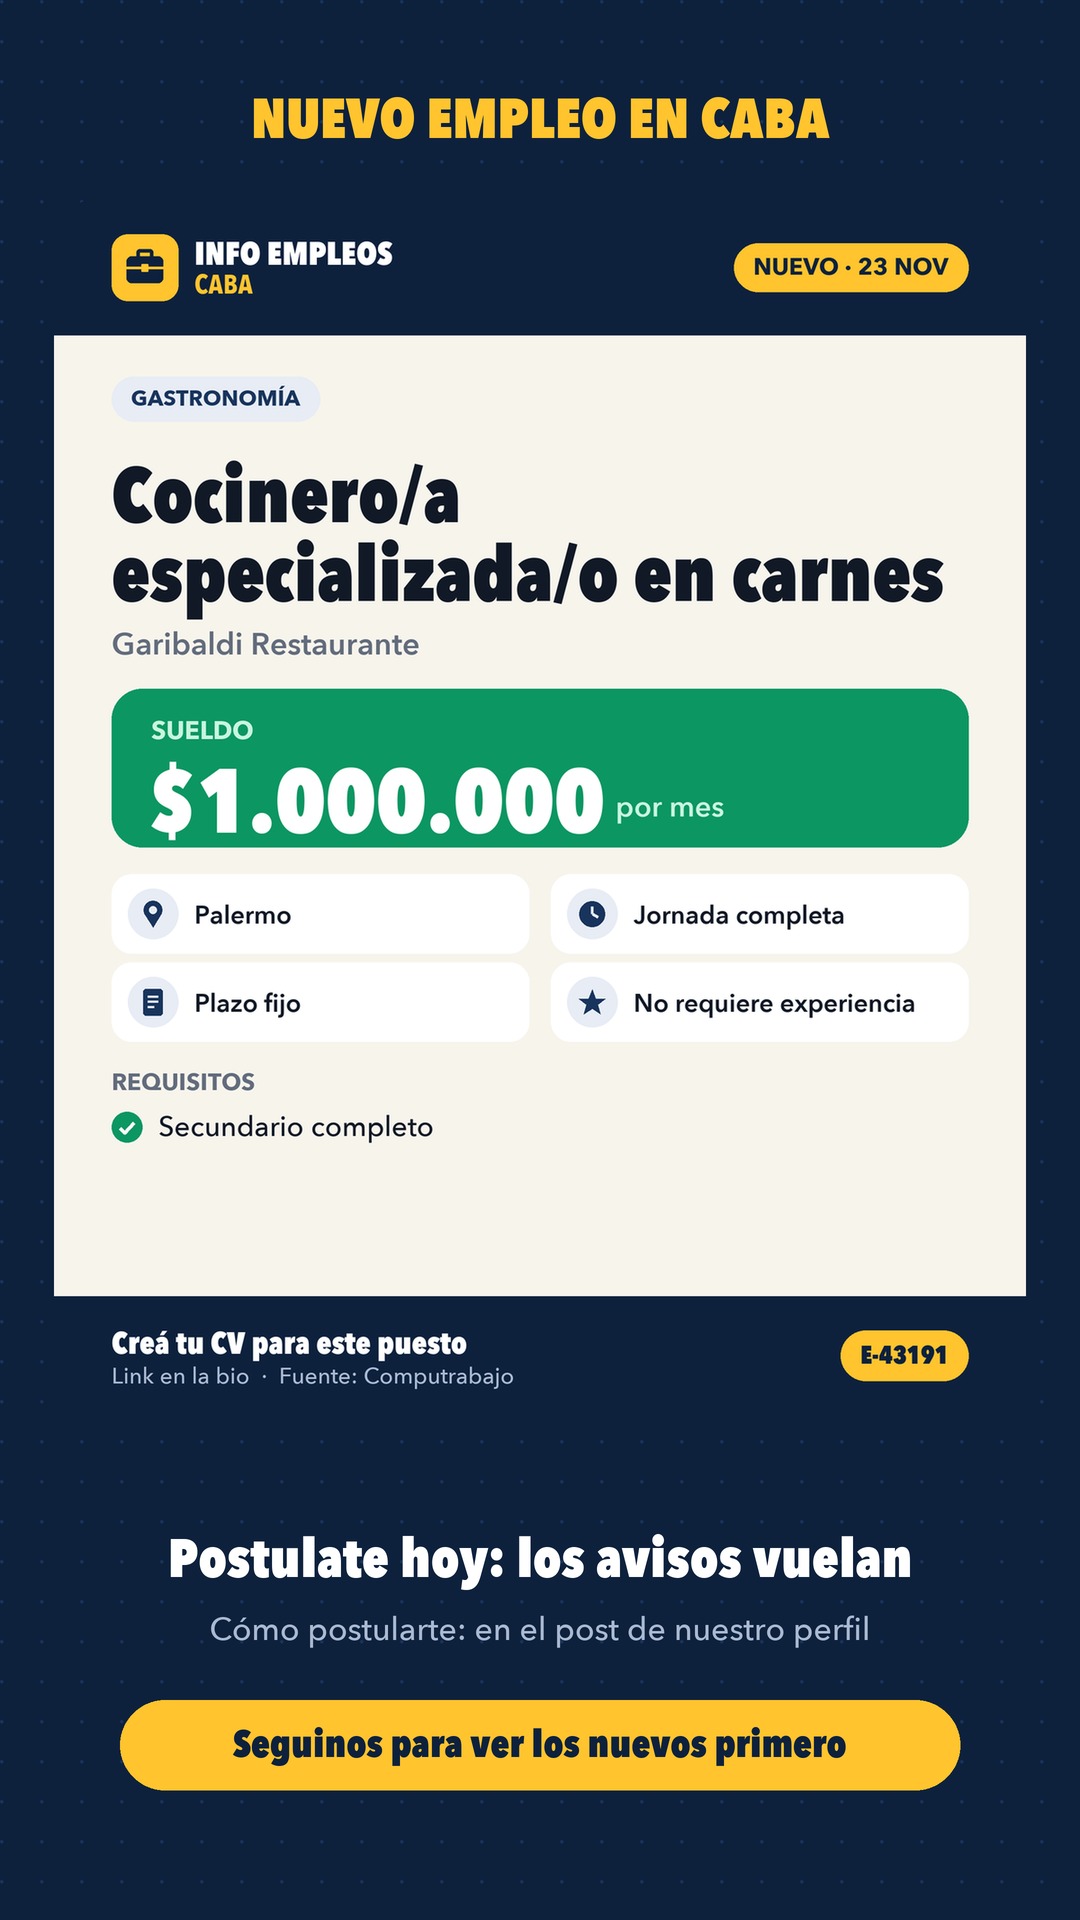 NUEVO EMPLEO EN CABA
INFO EMPLEOS
CABA
NUEVO · 23 NOV
GASTRONOMÍA
Cocinero/a
especializada/o en carnes
Garibaldi Restaurante
SUELDO
$1.000.000 por mes
Palermo
Jornada completa
Plazo fijo
No requiere experiencia
REQUISITOS
Secundario completo
Creá tu CV para este puesto
Link en la bio · Fuente: Computrabajo
E-43191
Postulate hoy: los avisos vuelan
Cómo postularte: en el post de nuestro perfil
Seguinos para ver los nuevos primero